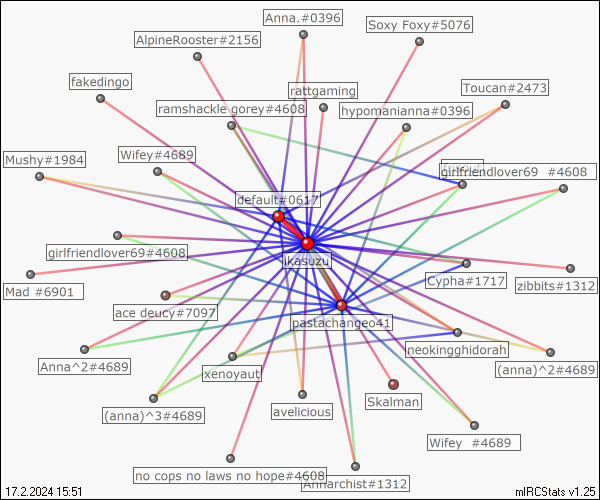 Anna.#0396
Soxy Foxy#5076
AlpineRooster#2156
fakedingo
rattgaming
Toucan#2473
ramshackle gorey#4608
hypomanianna#0396
Mushy#1984
Wifey#4689
girlfriendlover69 #4608
default#0617
girlfriendlover69#4608
ikasuzu
Cypha#1717
zibbits#1312
Mad #6901
ace deucy#7097
pastachangeo41
neokingghidorah
Anna^2#4689
xenoyaut
(anna)^2#4689
(anna)^3#4689
avelicious
Skalman
Wifey #4689
no cops no laws no hope#4608
Annarchist#1312
17.2.2024 15:51
mIRCStats v1.25